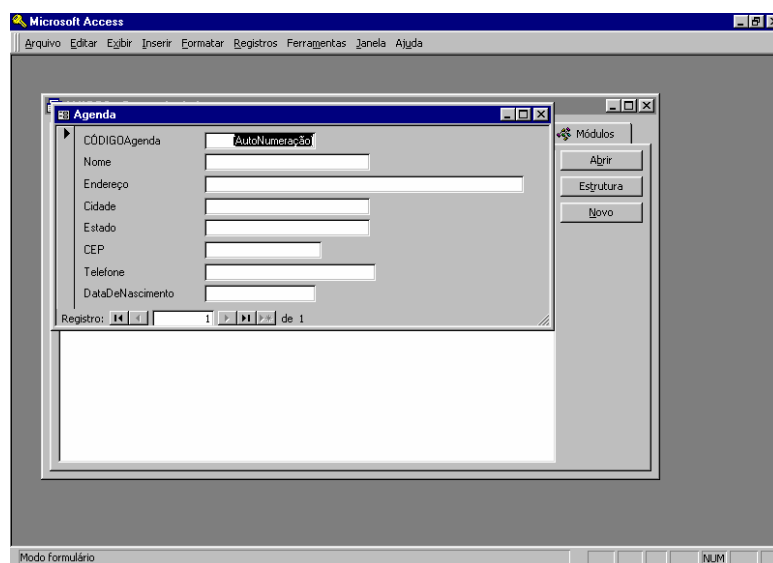 Microsoft Access
Arquivo Editar Exibir Inserir Formatar Registros Ferramentas Janela Ajuda
Agenda
Módulos
CÓDIGOAgenda (AutoNumeração)
Abrir
Nome
Endereço
Estrutura
Cidade
Novo
Estado
CEP
Telefone
DataDeNascimento
Registro: 1 de 1
Modo formulário
NUM